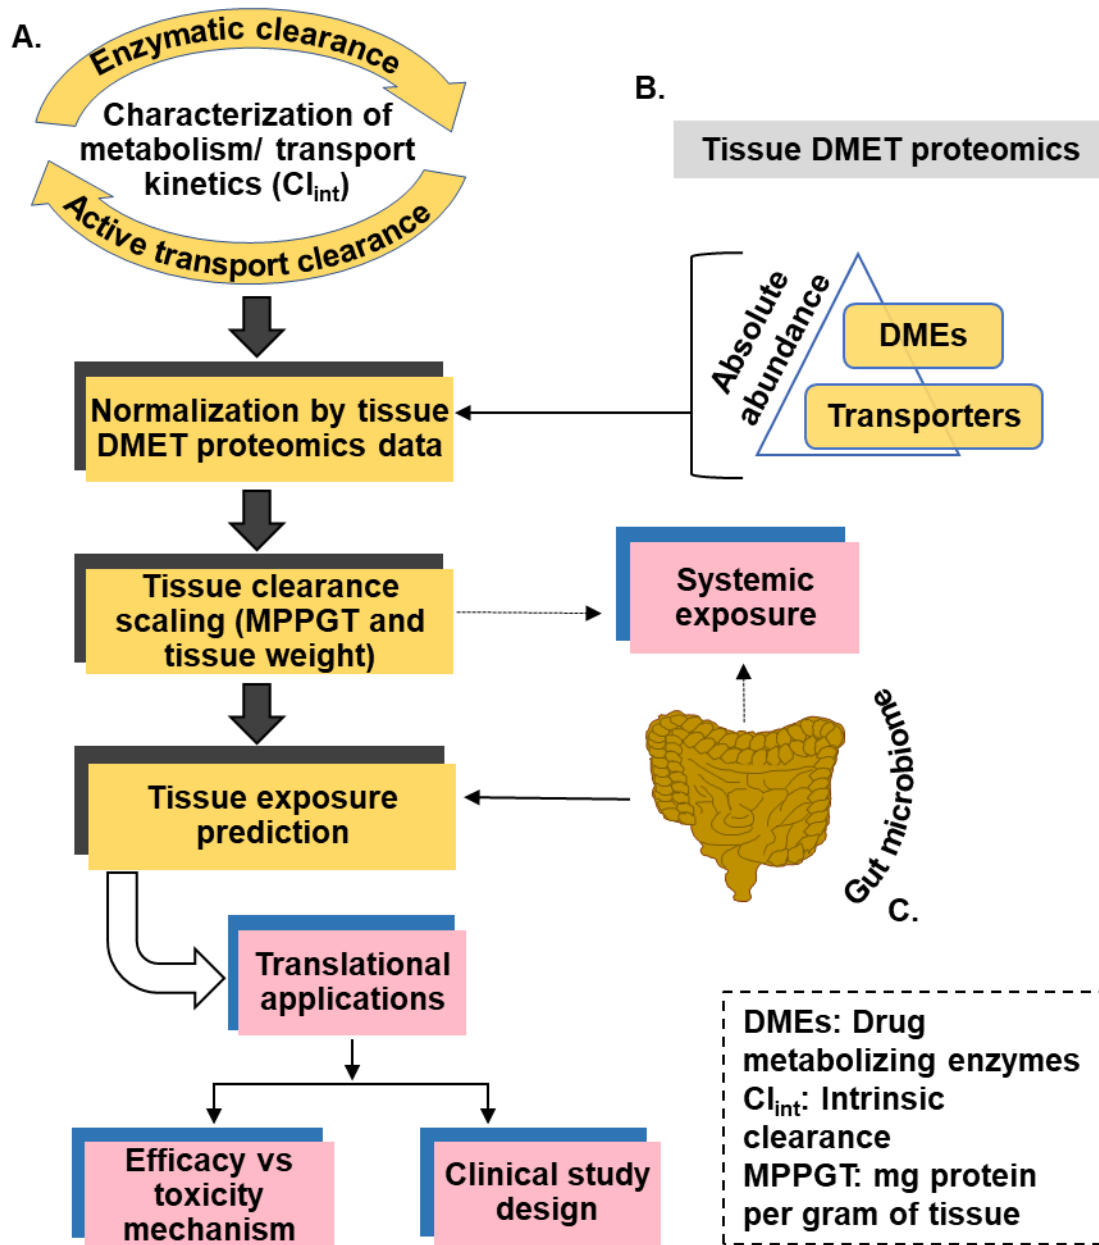 A.
Enzymatic clearance
Characterization of
metabolism/ transport
kinetics (Cl_int)
Active transport clearance
B.
Tissue DMET proteomics
Absolute
abundance
DMEs
Transporters
Normalization by tissue
DMET proteomics data
Tissue clearance
scaling (MPPGT and
tissue weight)
Systemic
exposure
Tissue exposure
prediction
Gut microbiome
C.
Translational
applications
Efficacy vs
toxicity
mechanism
Clinical study
design
DMEs: Drug
metabolizing enzymes
Cl_int: Intrinsic
clearance
MPPGT: mg protein
per gram of tissue